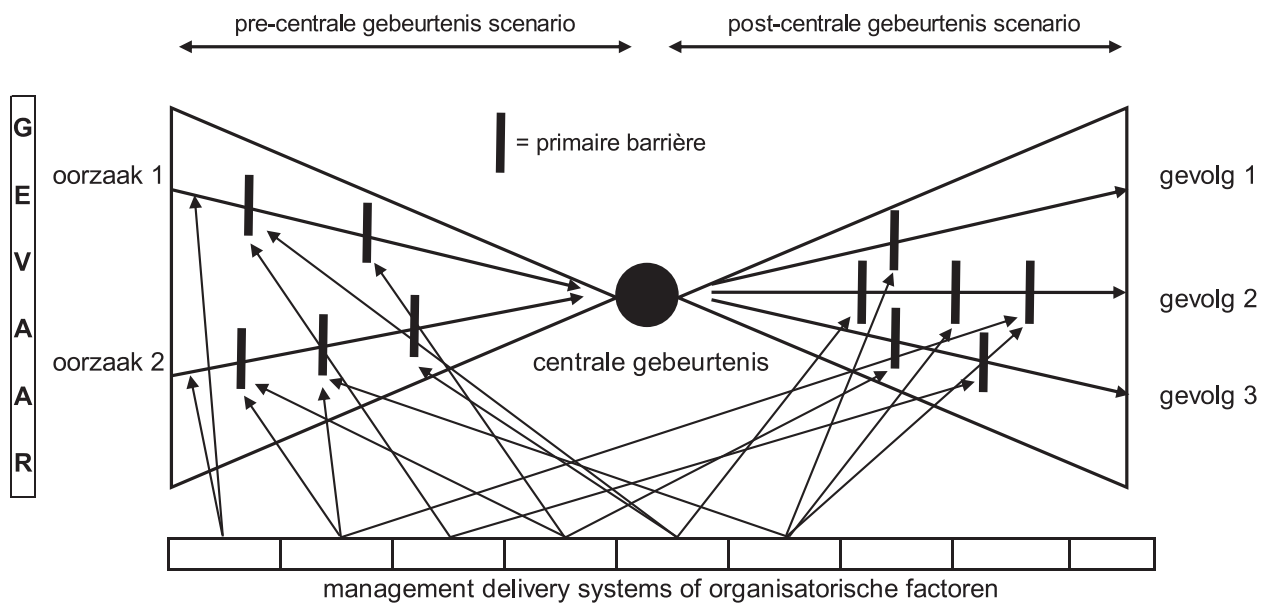 pre-centrale gebeurtenis scenario
post-centrale gebeurtenis scenario
GEVAAR
= primaire barrière
oorzaak 1
oorzaak 2
centrale gebeurtenis
gevolg 1
gevolg 2
gevolg 3
management delivery systems of organisatorische factoren